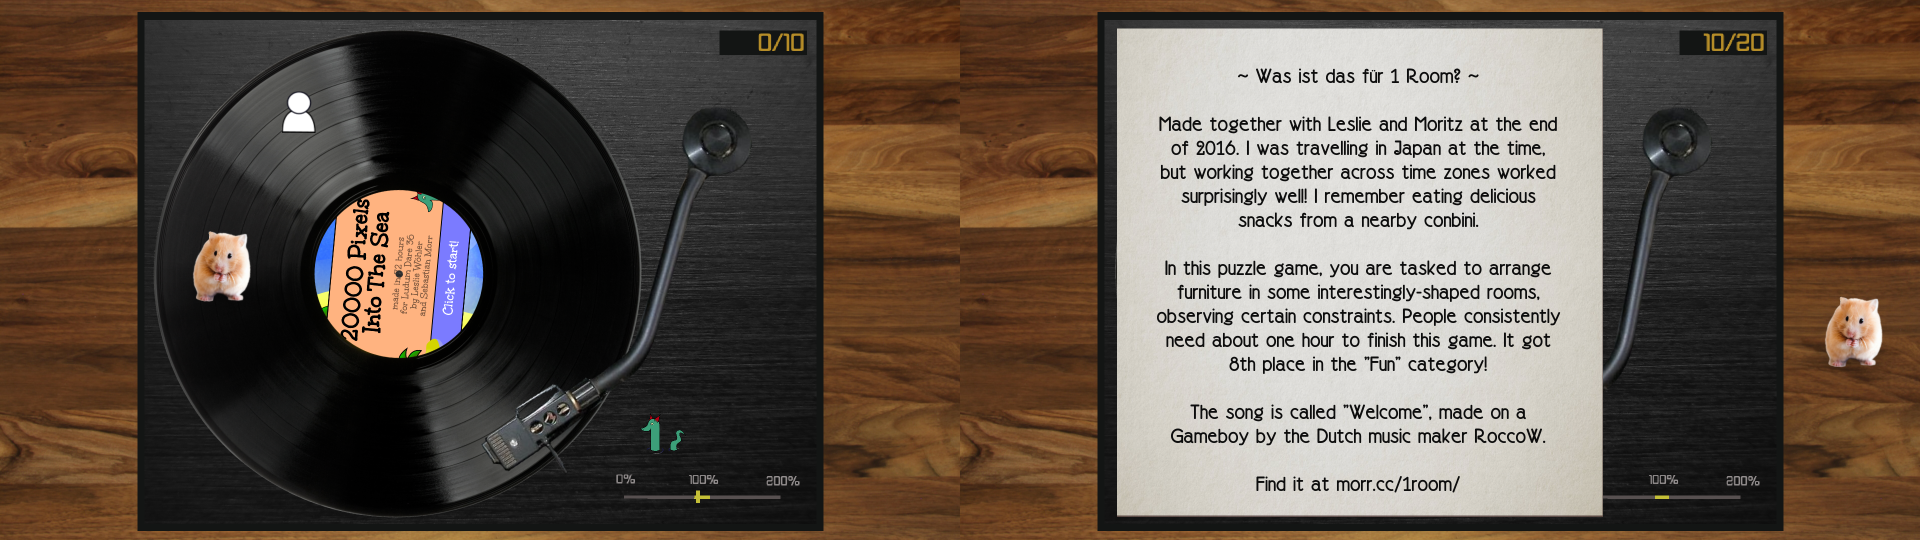 0/10
20000 Pixels
Into The Sea
made in 72 hours
for Ludum Dare 36
by Leslie Wöhler
and Sebastian Morr
Click to start!
0% 100% 200%
10/20
~ Was ist das für 1 Room? ~
Made together with Leslie and Moritz at the end
of 2016. I was travelling in Japan at the time,
but working together across time zones worked
surprisingly well! I remember eating delicious
snacks from a nearby conbini.
In this puzzle game, you are tasked to arrange
furniture in some interestingly-shaped rooms,
observing certain constraints. People consistently
need about one hour to finish this game. It got
8th place in the "Fun" category!
The song is called "Welcome", made on a
Gameboy by the Dutch music maker RoccoW.
Find it at morr.cc/1room/
100% 200%